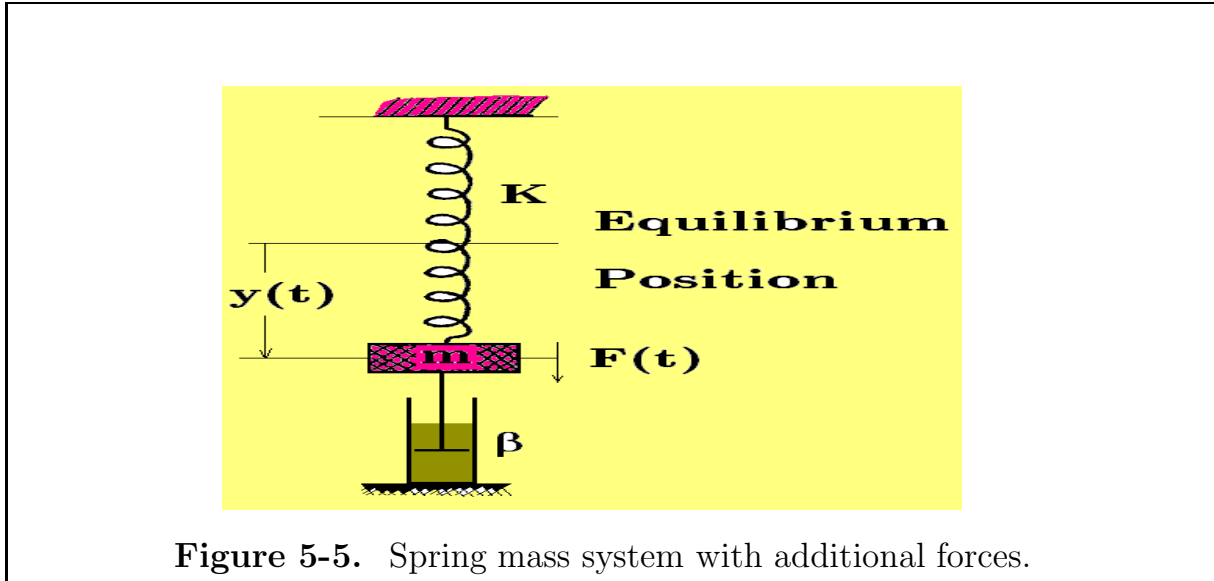 K
Equilibrium
Position
y(t)
m
F(t)
β
Figure 5-5. Spring mass system with additional forces.